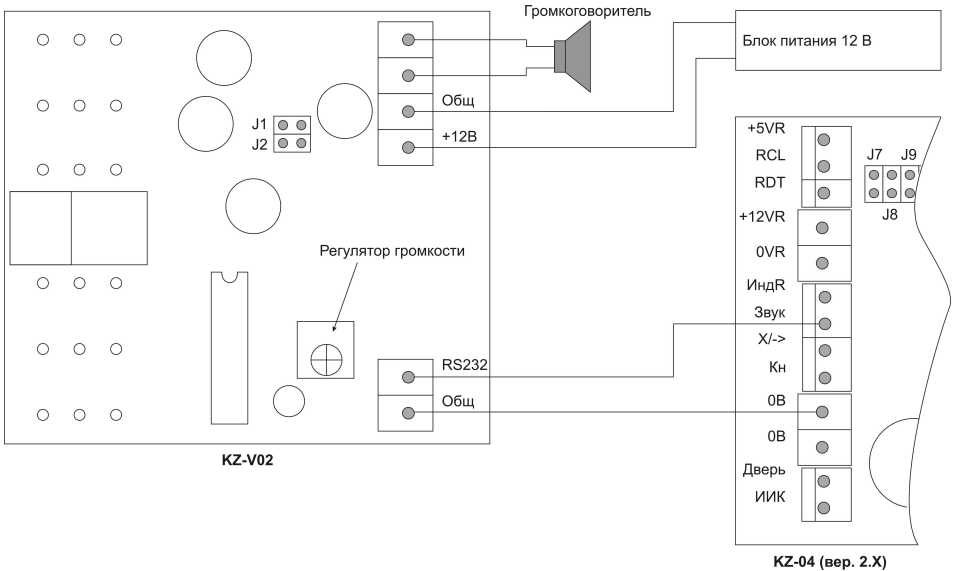 Громкоговоритель
Блок питания 12 В
Общ
+12В
J1
J2
Регулятор громкости
RS232
Общ
KZ-V02
+5VR
RCL
RDT
+12VR
0VR
ИндR
Звук
X/->
Кн
0В
0В
Дверь
ИИК
J7 J9
J8
KZ-04 (вер. 2.X)